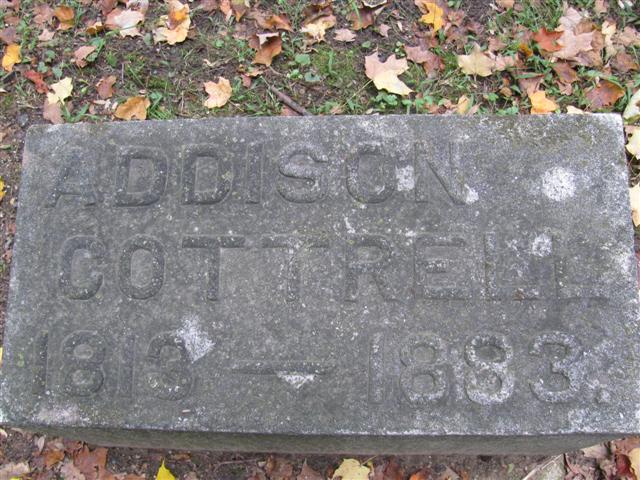 ADDISON
COTTRELL
1813 — 1883.